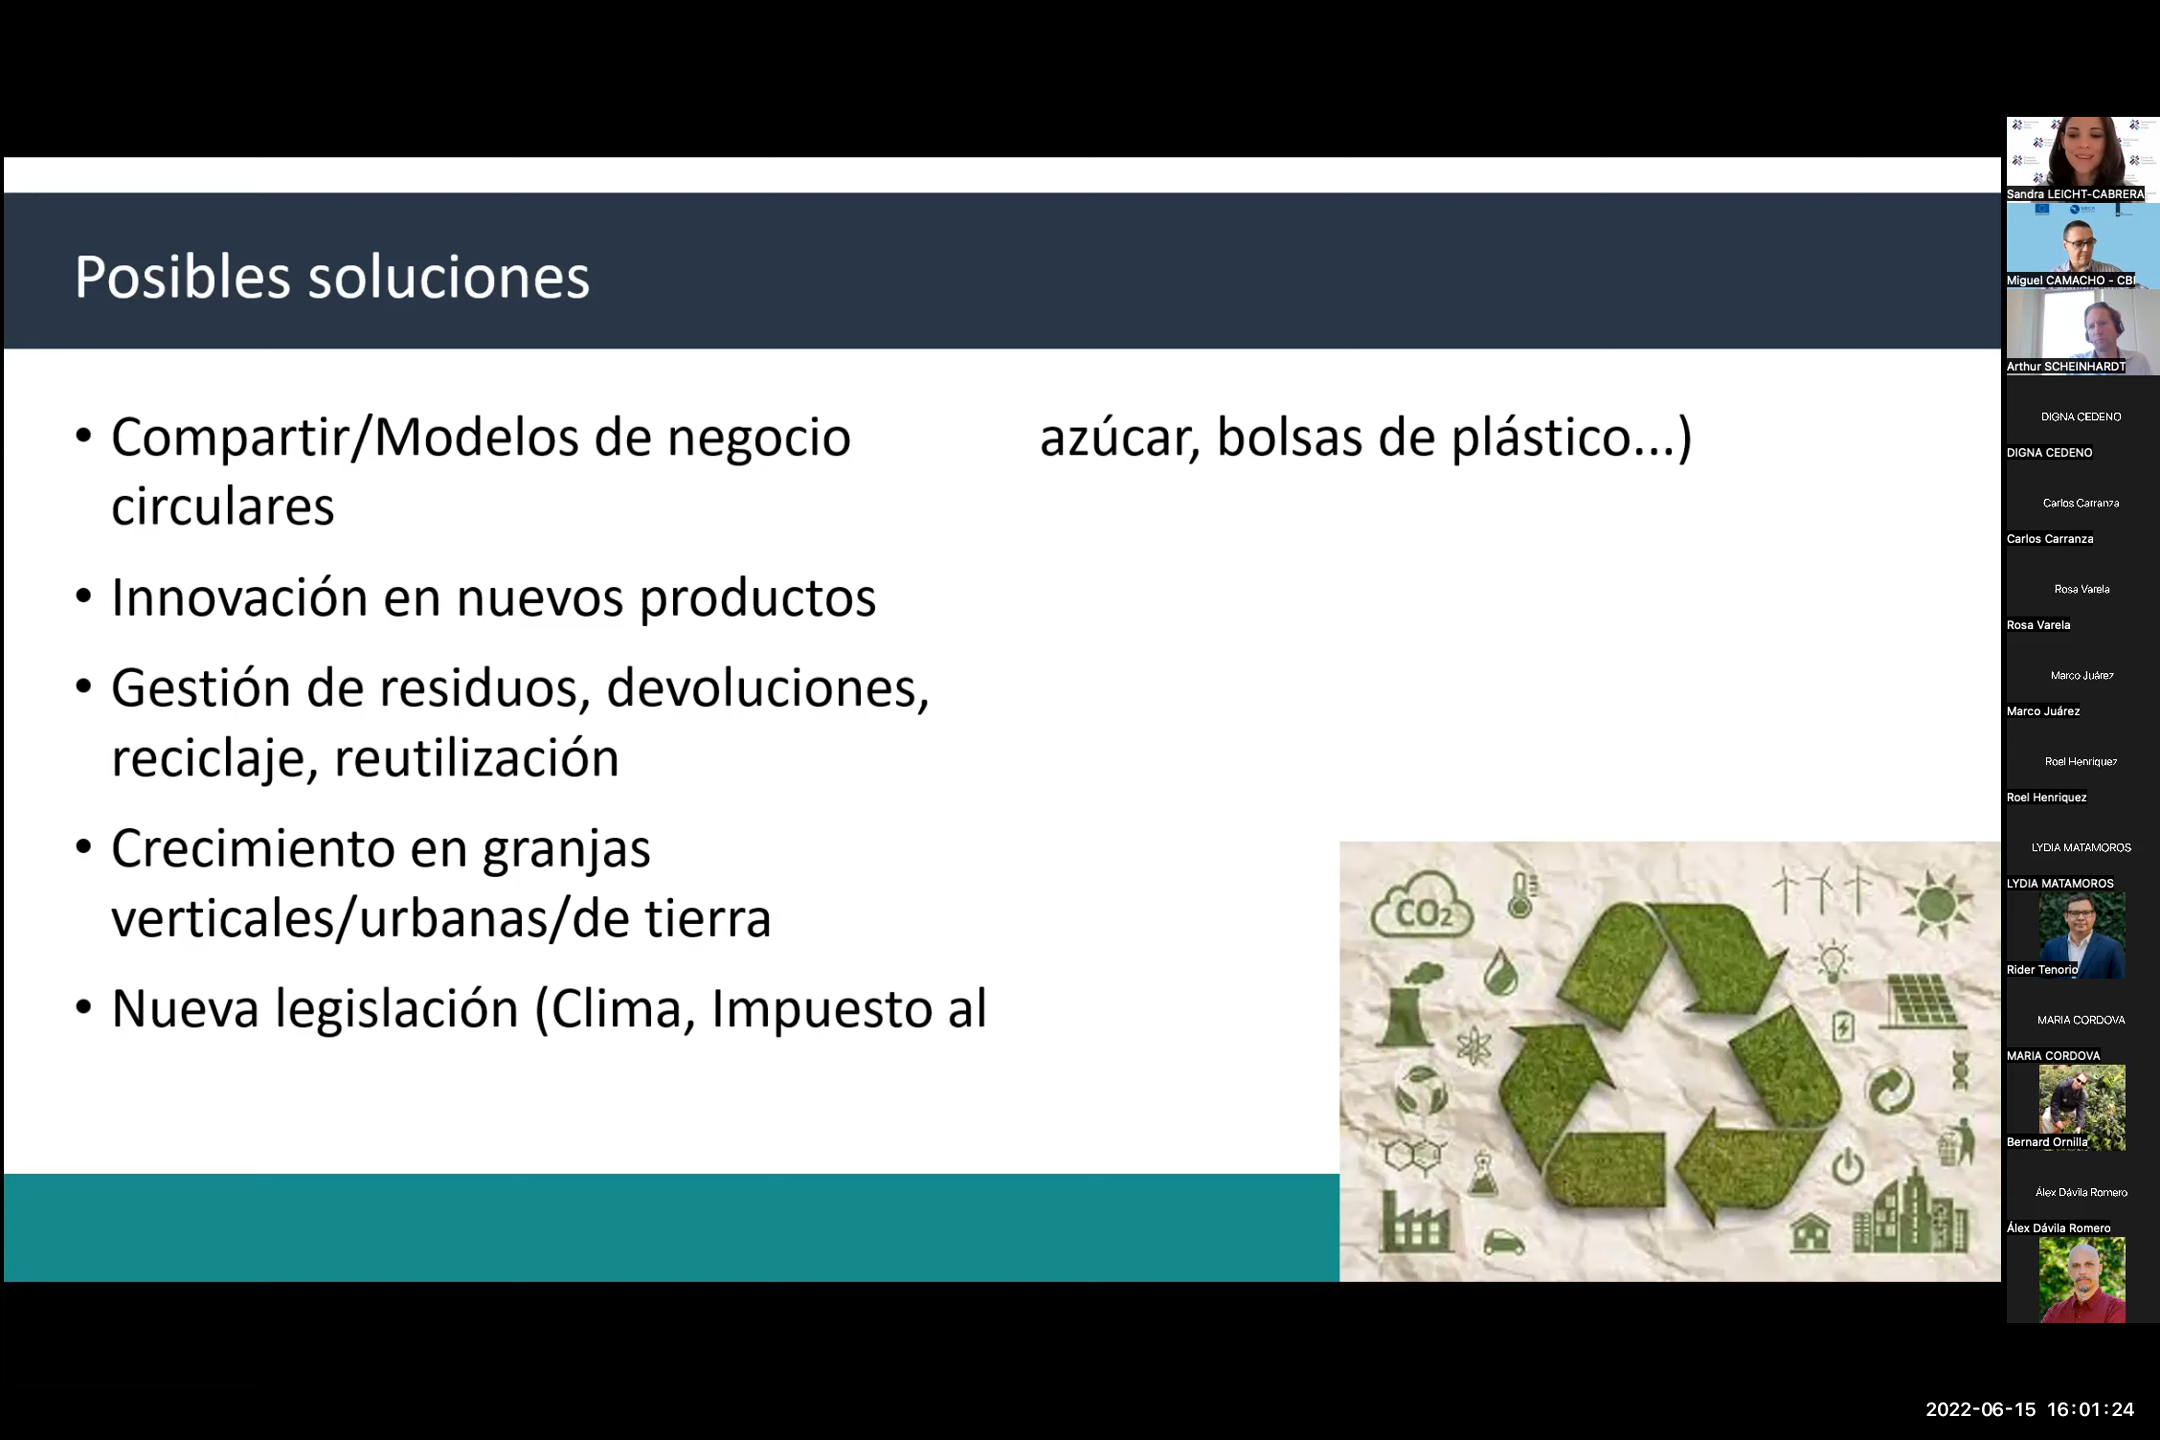 Posibles soluciones
• Compartir/Modelos de negocio
circulares
• Innovación en nuevos productos
• Gestión de residuos, devoluciones,
reciclaje, reutilización
• Crecimiento en granjas
verticales/urbanas/de tierra
• Nueva legislación (Clima, Impuesto al
azúcar, bolsas de plástico...)
CO2
Sandra LEICHT-CABRERA
Miguel CAMACHO - CBI
Arthur SCHEINHARDT
DIGNA CEDENO
DIGNA CEDENO
Carlos Carranza
Carlos Carranza
Rosa Varela
Rosa Varela
Marco Juárez
Marco Juárez
Roel Henriquez
Roel Henriquez
LYDIA MATAMOROS
LYDIA MATAMOROS
Rider Tenorio
MARIA CORDOVA
MARIA CORDOVA
Bernard Ornilla
Álex Dávila Romero
Álex Dávila Romero
2022-06-15 16:01:24